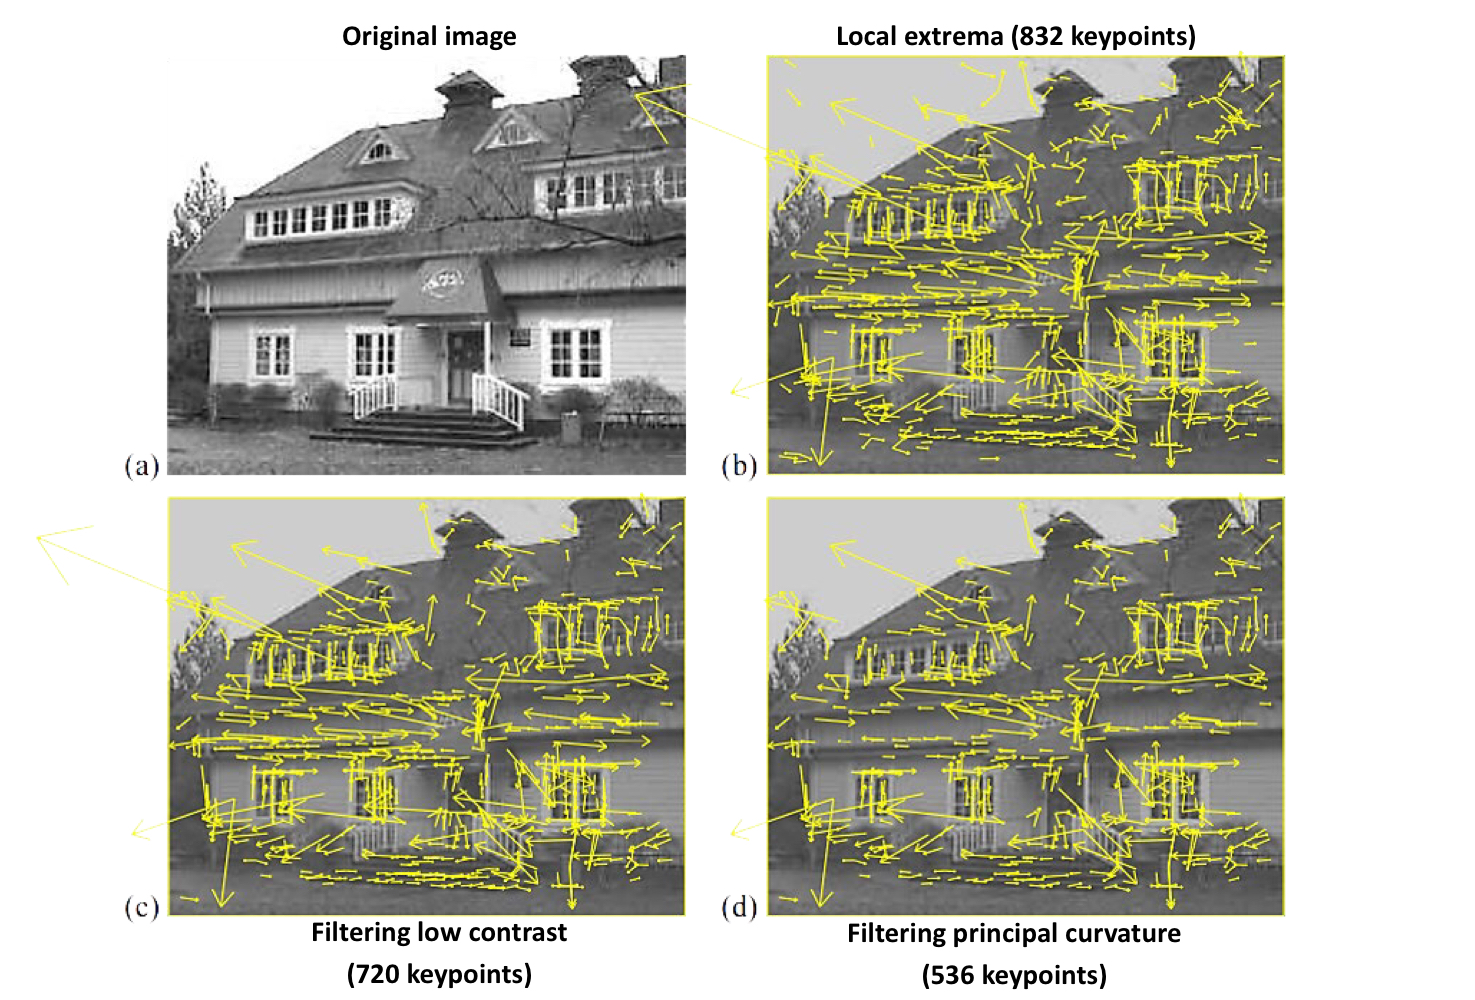 Original image
Local extrema (832 keypoints)
(a)
(b)
(c)
(d)
Filtering low contrast
(720 keypoints)
Filtering principal curvature
(536 keypoints)